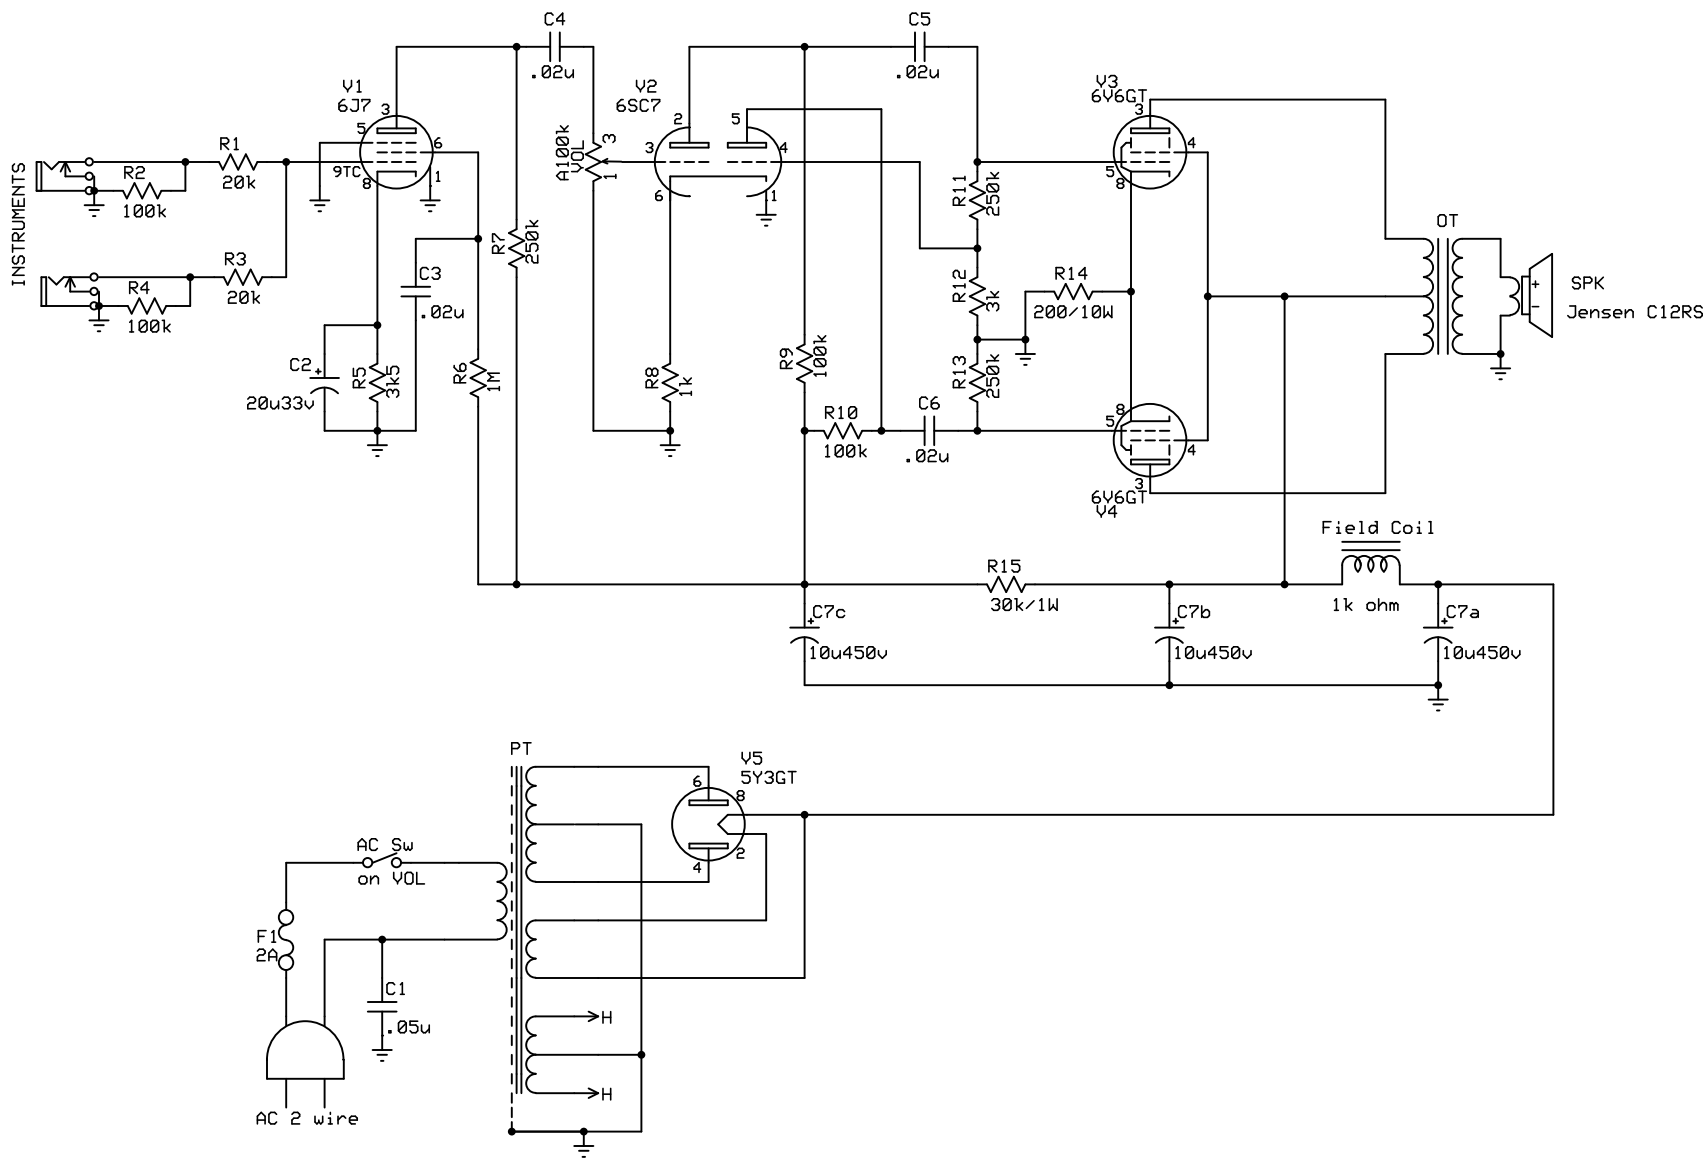 C4
.02u
C5
.02u
V1
6J7
3
5
6
9TC
8
1
INSTRUMENTS
R1
20k
R2
100k
R3
20k
R4
100k
C2
+
20u33v
R5
3k5
C3
.02u
R6
1M
R7
250k
A100k
VOL
3
1
V2
6SC7
2
5
3
4
6
1
R8
1k
R9
100k
R10
100k
C6
.02u
R11
250k
R12
3k
R13
250k
R14
200/10W
V3
6V6GT
3
4
5
8
8
5
4
3
6V6GT
V4
OT
+
-
SPK
Jensen C12RS
Field Coil
1k ohm
R15
30k/1W
C7c
+
10u450v
C7b
+
10u450v
C7a
+
10u450v
PT
V5
5Y3GT
6
8
4
2
AC Sw
on VOL
F1
2A
C1
.05u
AC 2 wire
H
H